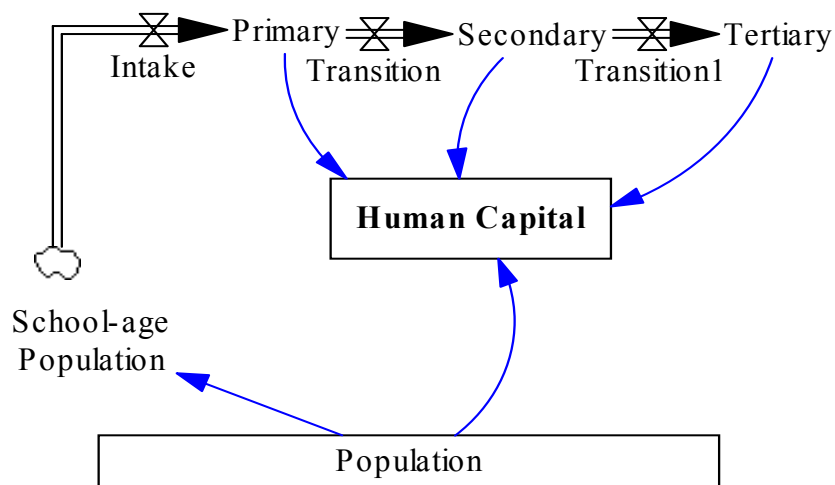 Primary
Secondary
Tertiary
Intake
Transition
Transition1
Human Capital
School-age
Population
Population